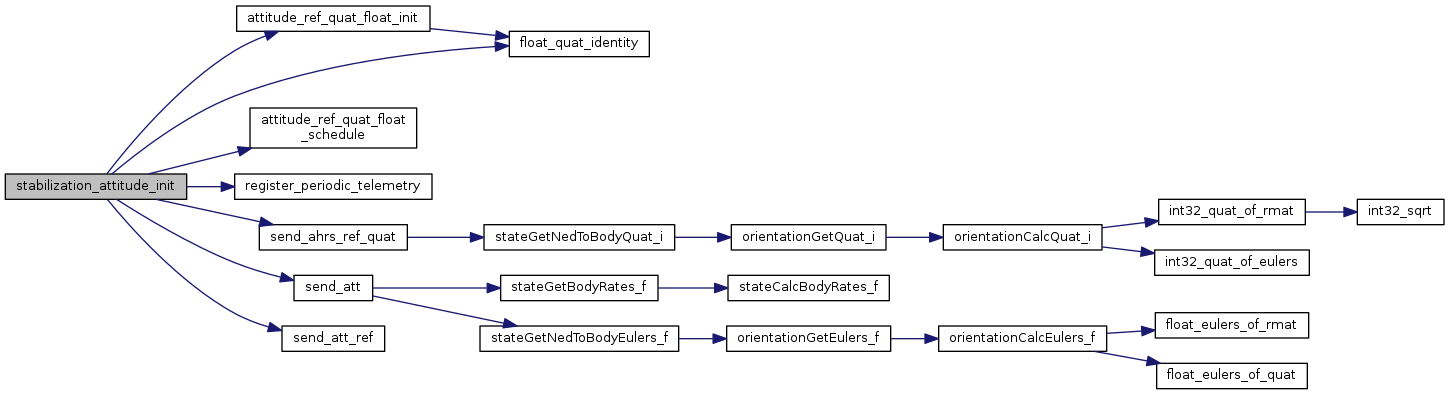 attitude_ref_quat_float_init
float_quat_identity
attitude_ref_quat_float
_schedule
stabilization_attitude_init
register_periodic_telemetry
send_ahrs_ref_quat
stateGetNedToBodyQuat_i
orientationGetQuat_i
orientationCalcQuat_i
int32_quat_of_rmat
int32_sqrt
int32_quat_of_eulers
send_att
stateGetBodyRates_f
stateCalcBodyRates_f
send_att_ref
stateGetNedToBodyEulers_f
orientationGetEulers_f
orientationCalcEulers_f
float_eulers_of_rmat
float_eulers_of_quat